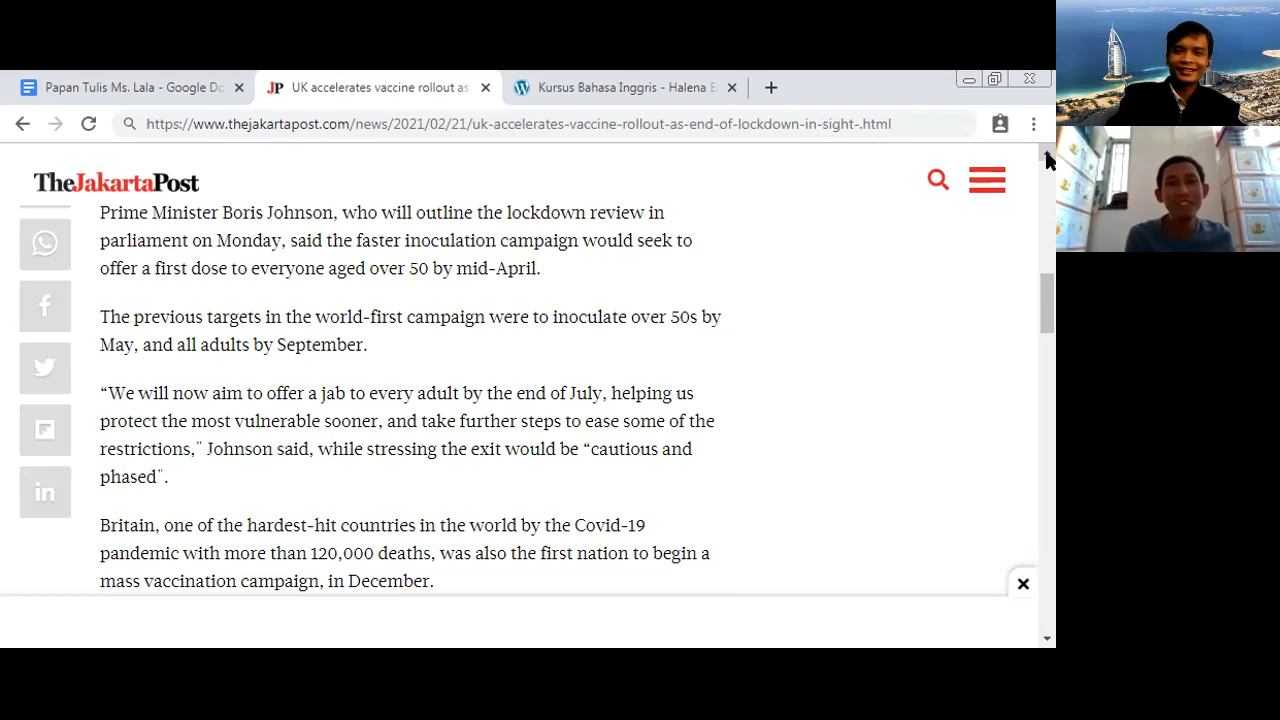 Papan Tulis Ms. Lala - Google Do
UK accelerates vaccine rollout as
Kursus Bahasa Inggris - Halena E
https://www.thejakartapost.com/news/2021/02/21/uk-accelerates-vaccine-rollout-as-end-of-lockdown-in-sight-.html
TheJakartaPost
Prime Minister Boris Johnson, who will outline the lockdown review in
parliament on Monday, said the faster inoculation campaign would seek to
offer a first dose to everyone aged over 50 by mid-April.
The previous targets in the world-first campaign were to inoculate over 50s by
May, and all adults by September.
“We will now aim to offer a jab to every adult by the end of July, helping us
protect the most vulnerable sooner, and take further steps to ease some of the
restrictions," Johnson said, while stressing the exit would be “cautious and
phased".
Britain, one of the hardest-hit countries in the world by the Covid-19
pandemic with more than 120,000 deaths, was also the first nation to begin a
mass vaccination campaign, in December.